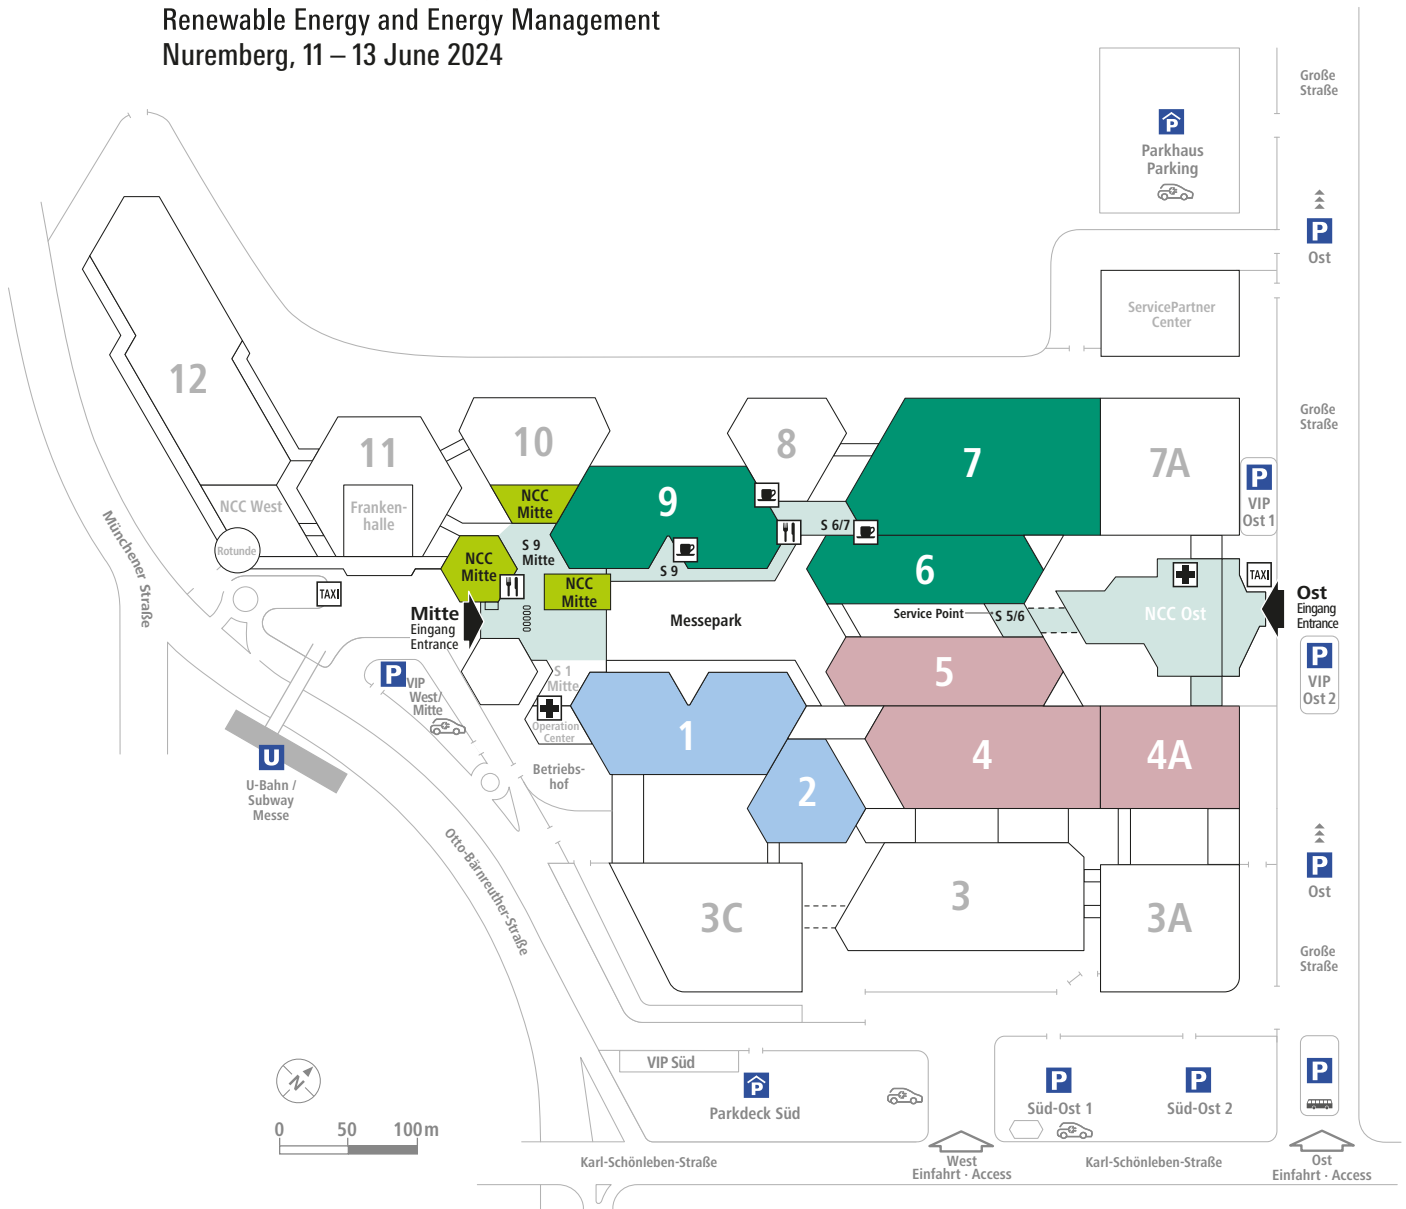 Renewable Energy and Energy Management
Nuremberg, 11 – 13 June 2024
Große
Straße
P
Parkhaus
Parking
P
Ost
ServicePartner
Center
12
11
10
8
7
7A
Große
Straße
NCC West
Franken-
halle
NCC
Mitte
9
P
VIP
Ost 1
S 6/7
Münchener Straße
Rotunde
NCC
Mitte
S 9
Mitte
S 9
6
TAXI
NCC
Mitte
TAXI
Mitte
Eingang
Entrance
00000
Messepark
Service Point
S 5/6
NCC Ost
Ost
Eingang
Entrance
P
VIP
West/
Mitte
S 1
Mitte
5
P
VIP
Ost 2
Operation
Center
1
4
4A
U
U-Bahn /
Subway
Messe
Betriebs-
hof
2
Otto-Bärnreuther-Straße
P
Ost
3C
3
3A
Große
Straße
N
0 50 100 m
VIP Süd
P
Parkdeck Süd
P
Süd-Ost 1
P
Süd-Ost 2
P
Karl-Schönleben-Straße
West
Einfahrt · Access
Karl-Schönleben-Straße
Ost
Einfahrt · Access